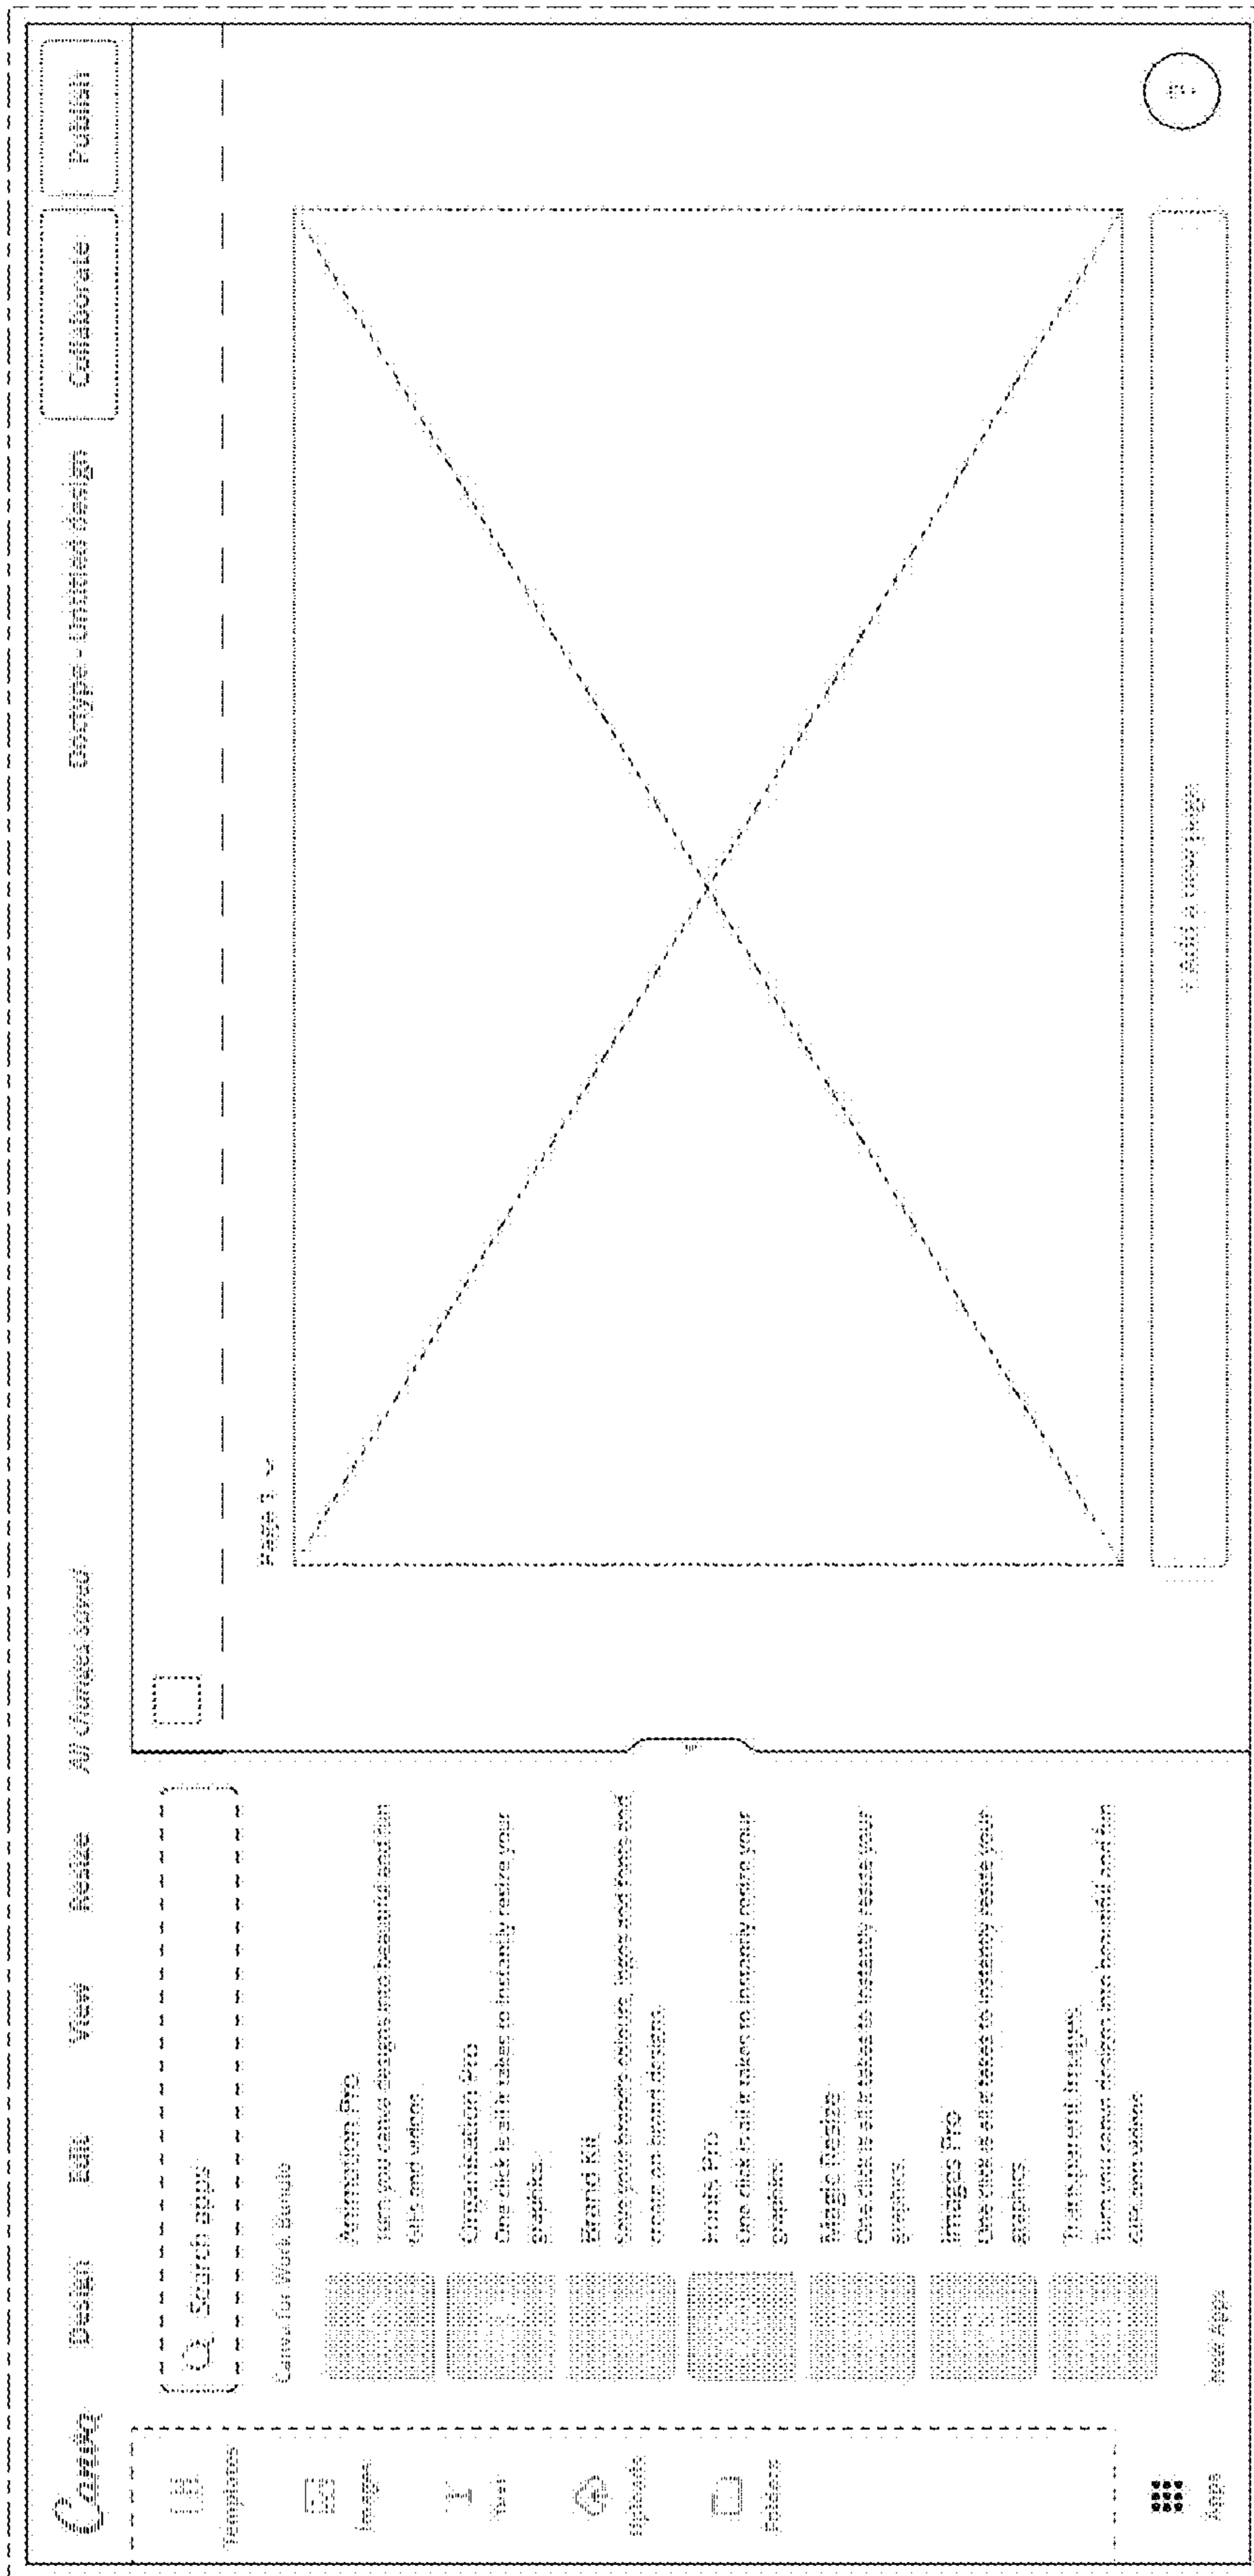 Canva
Design
Edit
View
Resize
All changes saved
Doctype - Untitled design
Collaborate
Publish
Templates
Images
Text
Uploads
Folders
Apps
Search apps
Canva for Work Bundle
Animation Pro
Turn you canva designs into beautiful and fun
Gifs and videos
Organisation Pro
One click is all it takes to instantly resize your
graphics.
Brand Kit
Save your brand's colours, logos and fonts and
create on-brand designs.
Fonts Pro
One click is all it takes to instantly resize your
graphics.
Magic Resize
One click is all it takes to instantly resize your
graphics.
Images Pro
One click is all it takes to instantly resize your
graphics.
Transparent Images
Turn you canva designs into beautiful and fun
Gifs and videos
Apps
Page 1
+ Add a new page